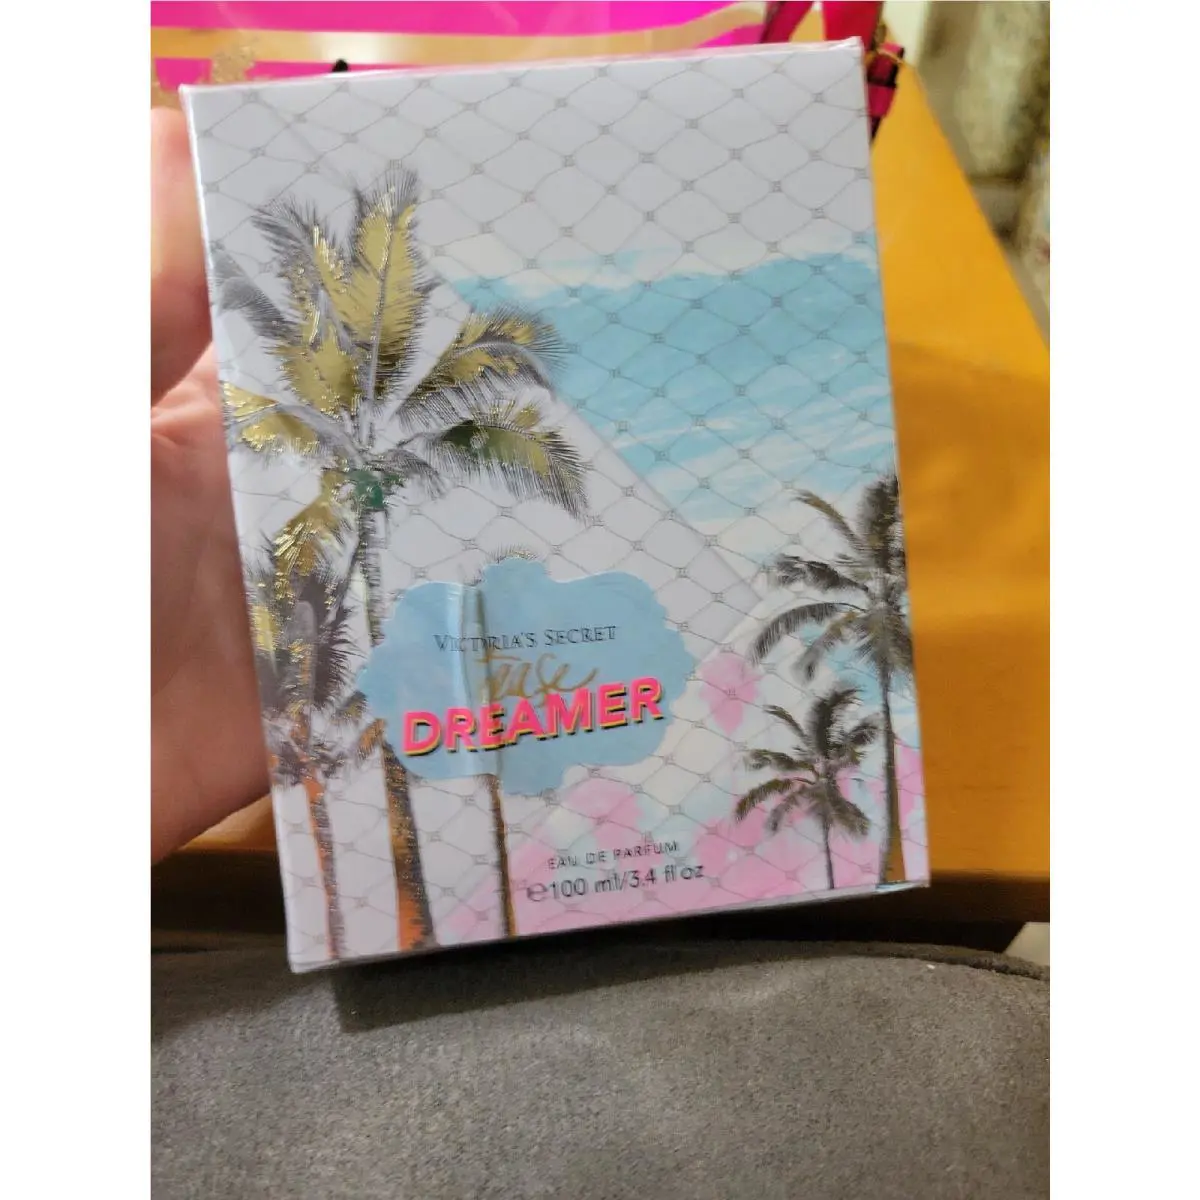 VICTORIA'S SECRET
Tease
DREAMER
EAU DE PARFUM
℮100 ml/3.4 fl oz